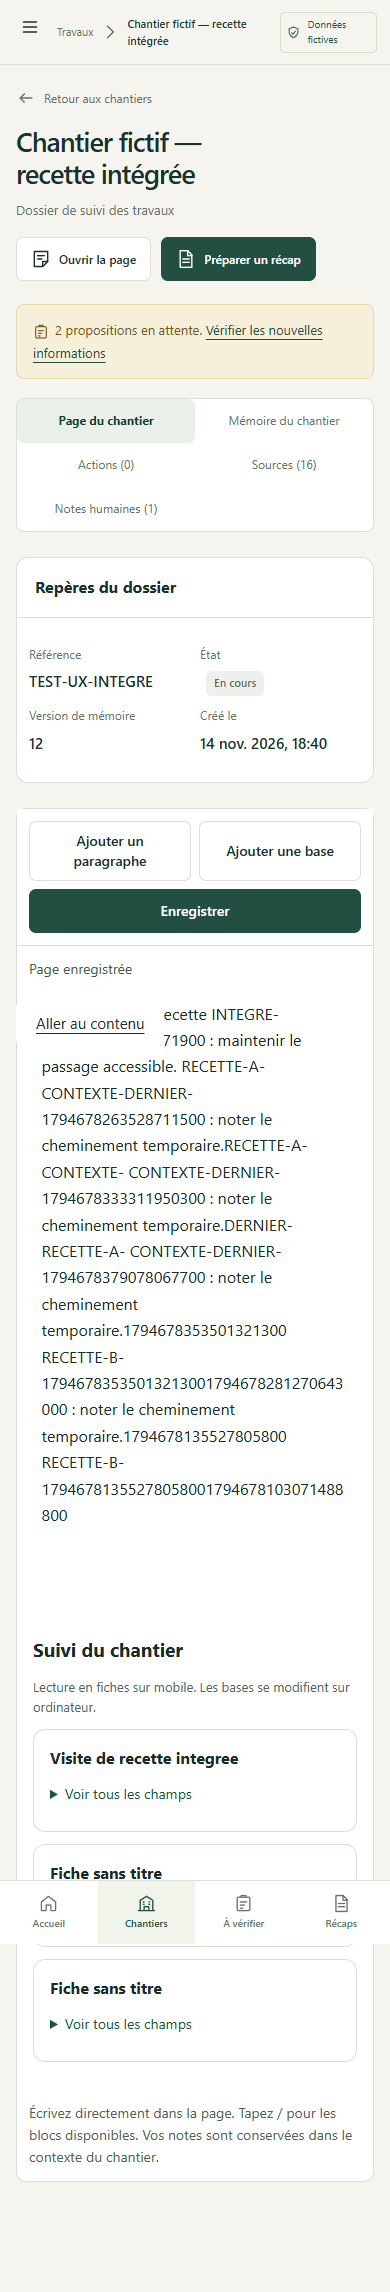 Travaux
Chantier fictif — recette
intégrée
Données
fictives
Retour aux chantiers
Chantier fictif —
recette intégrée
Dossier de suivi des travaux
Ouvrir la page
Préparer un récap
2 propositions en attente. Vérifier les nouvelles
informations
Page du chantier
Mémoire du chantier
Actions (0)
Sources (16)
Notes humaines (1)
Repères du dossier
Référence
État
TEST-UX-INTEGRE
En cours
Version de mémoire
Créé le
12
14 nov. 2026, 18:40
Ajouter un
paragraphe
Ajouter une base
Enregistrer
Page enregistrée
Aller au contenu
ecette INTEGRE-
71900 : maintenir le
passage accessible. RECETTE-A-
CONTEXTE-DERNIER-
1794678263528711500 : noter le
cheminement temporaire.RECETTE-A-
CONTEXTE- CONTEXTE-DERNIER-
1794678333311950300 : noter le
cheminement temporaire.DERNIER-
RECETTE-A- CONTEXTE-DERNIER-
1794678379078067700 : noter le
cheminement
temporaire.1794678353501321300
RECETTE-B-
17946783535013213001794678281270643
000 : noter le cheminement
temporaire.1794678135527805800
RECETTE-B-
17946781355278058001794678103071488
800
Suivi du chantier
Lecture en fiches sur mobile. Les bases se modifient sur
ordinateur.
Visite de recette integree
Voir tous les champs
Fiche sans titre
Accueil
Chantiers
À vérifier
Récaps
Fiche sans titre
Voir tous les champs
Écrivez directement dans la page. Tapez / pour les
blocs disponibles. Vos notes sont conservées dans le
contexte du chantier.